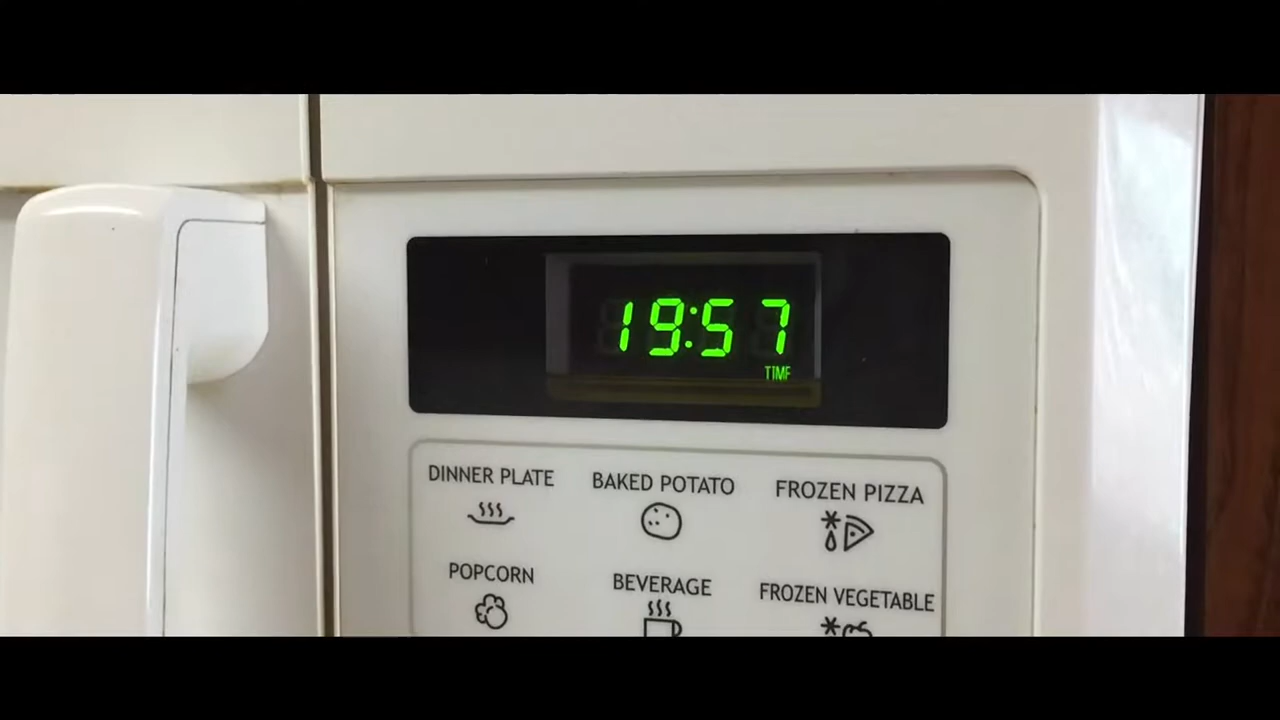 19:57
TIME
DINNER PLATE BAKED POTATO FROZEN PIZZA
POPCORN BEVERAGE FROZEN VEGETABLE